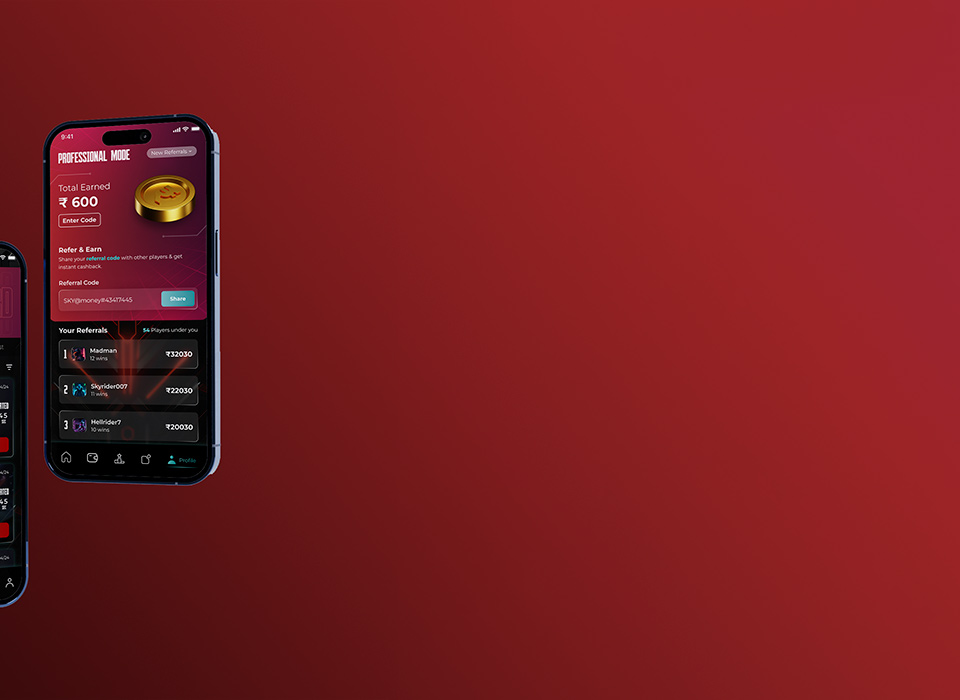 9:41
PROFESSIONAL MODE
New Referrals
Total Earned
₹ 600
Enter Code
Refer & Earn
Share your referral code with other players & get
instant cashback.
Referral Code
SKY@money#43417445
Share
Your Referrals
54 Players under you
1 Madman ₹32030
12 wins
2 Skyrider007 ₹22030
11 wins
3 Hellrider7 ₹20030
10 wins
Profile